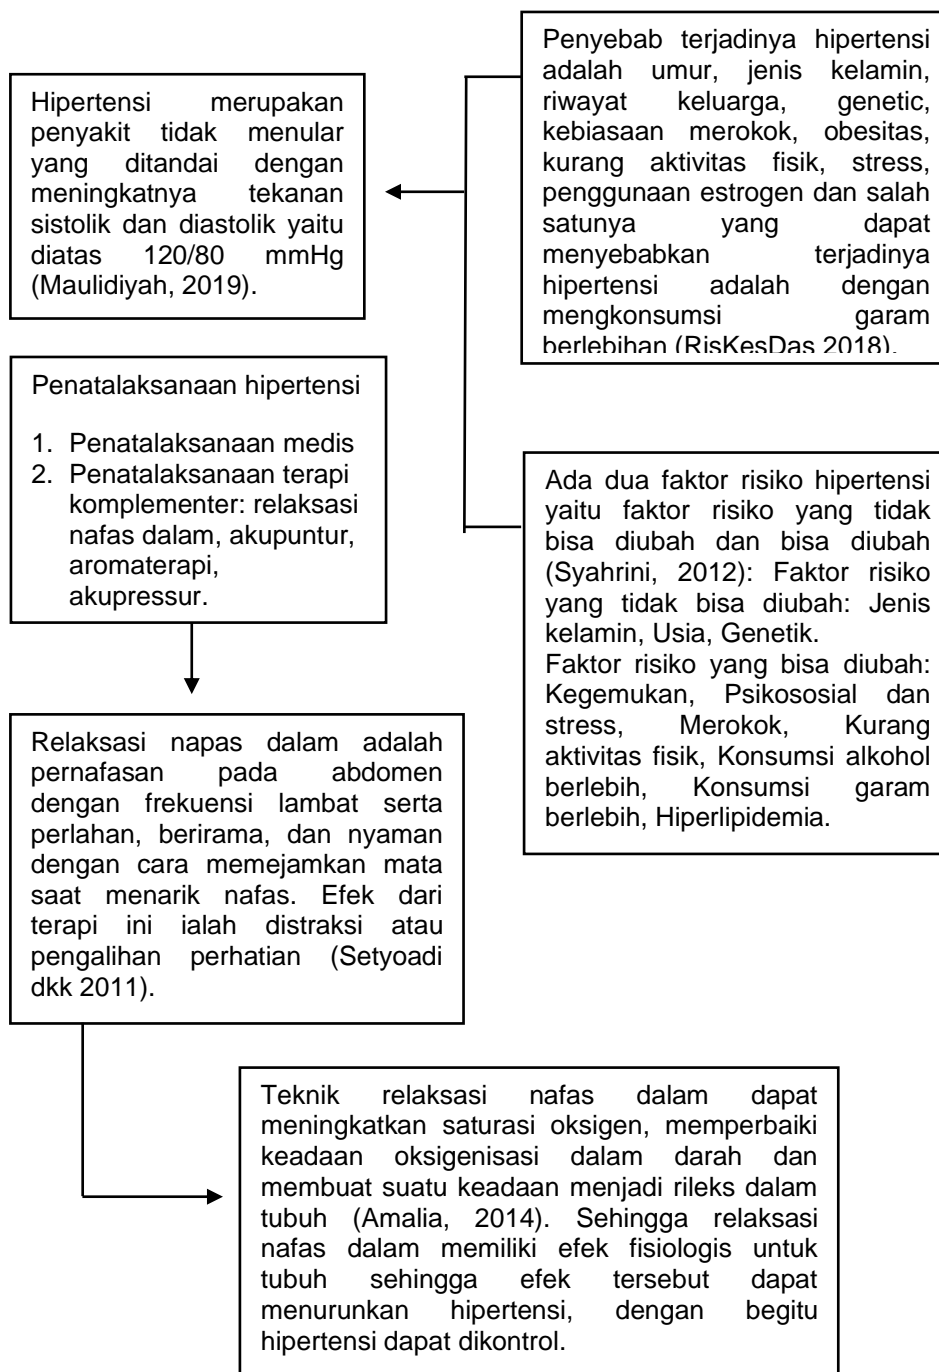 Penyebab terjadinya hipertensi
adalah umur, jenis kelamin,
riwayat keluarga, genetic,
kebiasaan merokok, obesitas,
kurang aktivitas fisik, stress,
penggunaan estrogen dan salah
satunya yang dapat
menyebabkan terjadinya
hipertensi adalah dengan
mengkonsumsi garam
berlebihan (RisKesDas 2018).
Hipertensi merupakan
penyakit tidak menular
yang ditandai dengan
meningkatnya tekanan
sistolik dan diastolik yaitu
diatas 120/80 mmHg
(Maulidiyah, 2019).
Penatalaksanaan hipertensi
1. Penatalaksanaan medis
2. Penatalaksanaan terapi
komplementer: relaksasi
nafas dalam, akupuntur,
aromaterapi,
akupressur.
Ada dua faktor risiko hipertensi
yaitu faktor risiko yang tidak
bisa diubah dan bisa diubah
(Syahrini, 2012): Faktor risiko
yang tidak bisa diubah: Jenis
kelamin, Usia, Genetik.
Faktor risiko yang bisa diubah:
Kegemukan, Psikososial dan
stress, Merokok, Kurang
aktivitas fisik, Konsumsi alkohol
berlebih, Konsumsi garam
berlebih, Hiperlipidemia.
Relaksasi napas dalam adalah
pernafasan pada abdomen
dengan frekuensi lambat serta
perlahan, berirama, dan nyaman
dengan cara memejamkan mata
saat menarik nafas. Efek dari
terapi ini ialah distraksi atau
pengalihan perhatian (Setyoadi
dkk 2011).
Teknik relaksasi nafas dalam dapat
meningkatkan saturasi oksigen, memperbaiki
keadaan oksigenisasi dalam darah dan
membuat suatu keadaan menjadi rileks dalam
tubuh (Amalia, 2014). Sehingga relaksasi
nafas dalam memiliki efek fisiologis untuk
tubuh sehingga efek tersebut dapat
menurunkan hipertensi, dengan begitu
hipertensi dapat dikontrol.